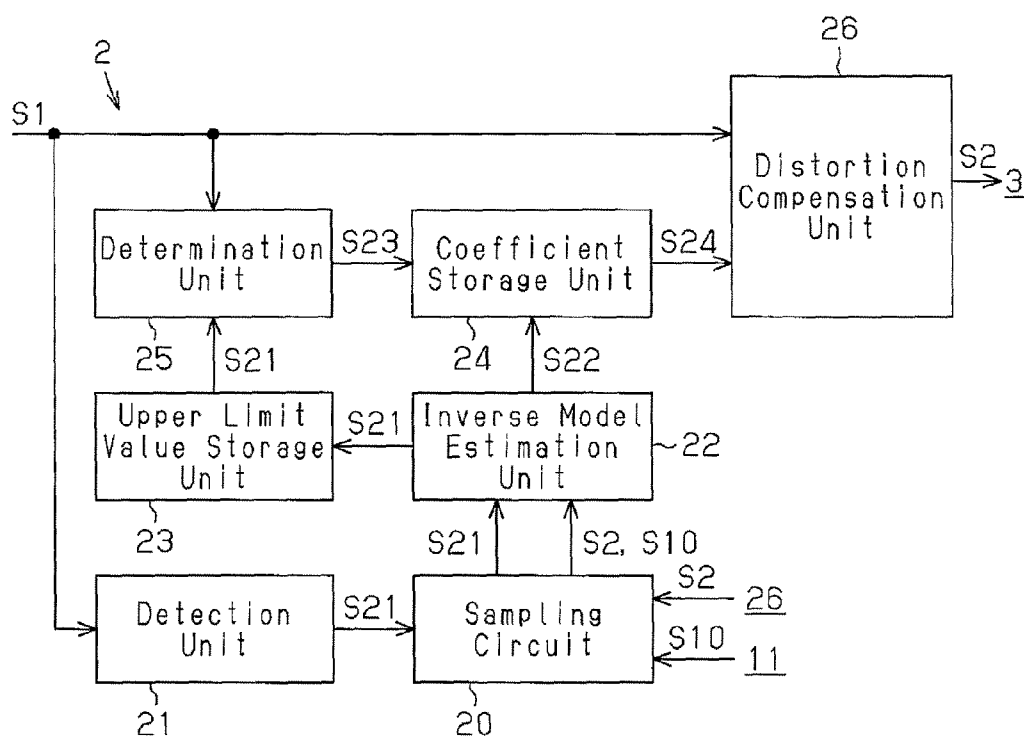 26
2
S1
S2
3
Distortion
Compensation
Unit
Determination
Unit
S23
Coefficient
Storage Unit
S24
25
S21
24
S22
Upper Limit
Value Storage
Unit
S21
Inverse Model
Estimation
Unit
22
23
S21
S2, S10
Detection
Unit
S21
Sampling
Circuit
S2
26
S10
11
21
20